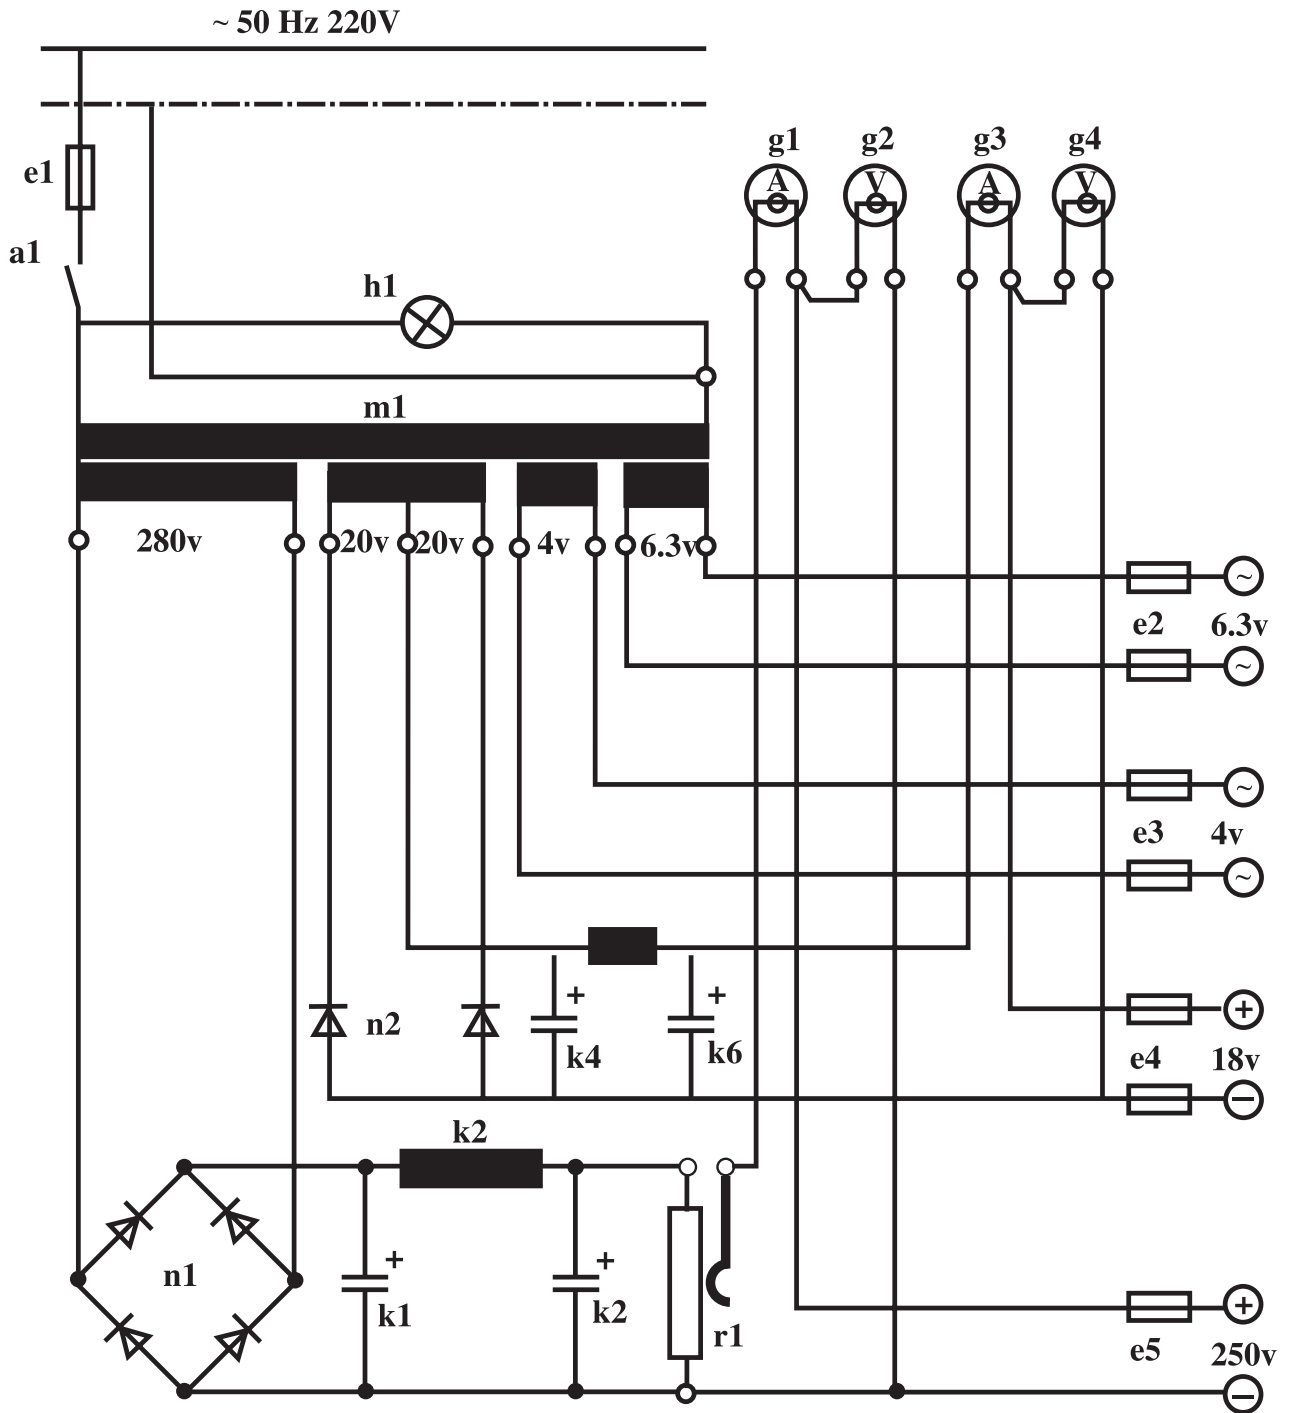 ~ 50 Hz 220V
g1 g2 g3 g4
e1
A V A V
a1
h1
m1
280v 20v 20v 4v 6.3v
~
e2 6.3v
~
~
e3 4v
~
+ + +
n2
k4 k6 e4 18v
−
k2
n1
+ + +
k1 k2 r1
e5 250v
−